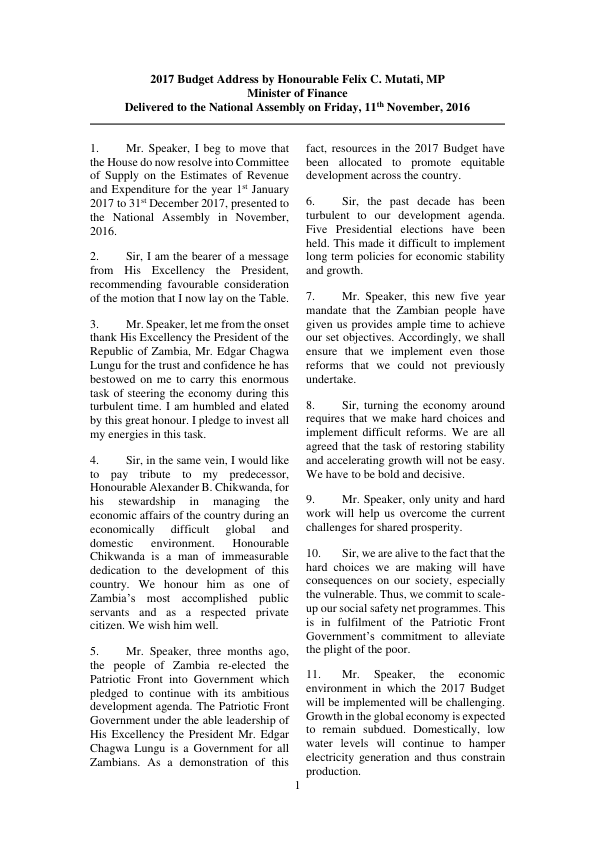 2017 Budget Address by Honourable Felix C. Mutati, MP
Minister of Finance
Delivered to the National Assembly on Friday, 11th November, 2016
1. Mr. Speaker, I beg to move that
the House do now resolve into Committee
of Supply on the Estimates of Revenue
and Expenditure for the year 1st January
2017 to 31st December 2017, presented to
the National Assembly in November,
2016.
2. Sir, I am the bearer of a message
from His Excellency the President,
recommending favourable consideration
of the motion that I now lay on the Table.
3. Mr. Speaker, let me from the onset
thank His Excellency the President of the
Republic of Zambia, Mr. Edgar Chagwa
Lungu for the trust and confidence he has
bestowed on me to carry this enormous
task of steering the economy during this
turbulent time. I am humbled and elated
by this great honour. I pledge to invest all
my energies in this task.
4. Sir, in the same vein, I would like
to pay tribute to my predecessor,
Honourable Alexander B. Chikwanda, for
his stewardship in managing the
economic affairs of the country during an
economically difficult global and
domestic environment. Honourable
Chikwanda is a man of immeasurable
dedication to the development of this
country. We honour him as one of
Zambia's most accomplished public
servants and as a respected private
citizen. We wish him well.
5. Mr. Speaker, three months ago,
the people of Zambia re-elected the
Patriotic Front into Government which
pledged to continue with its ambitious
development agenda. The Patriotic Front
Government under the able leadership of
His Excellency the President Mr. Edgar
Chagwa Lungu is a Government for all
Zambians. As a demonstration of this
fact, resources in the 2017 Budget have
been allocated to promote equitable
development across the country.
6. Sir, the past decade has been
turbulent to our development agenda.
Five Presidential elections have been
held. This made it difficult to implement
long term policies for economic stability
and growth.
7. Mr. Speaker, this new five year
mandate that the Zambian people have
given us provides ample time to achieve
our set objectives. Accordingly, we shall
ensure that we implement even those
reforms that we could not previously
undertake.
8. Sir, turning the economy around
requires that we make hard choices and
implement difficult reforms. We are all
agreed that the task of restoring stability
and accelerating growth will not be easy.
We have to be bold and decisive.
9. Mr. Speaker, only unity and hard
work will help us overcome the current
challenges for shared prosperity.
10. Sir, we are alive to the fact that the
hard choices we are making will have
consequences on our society, especially
the vulnerable. Thus, we commit to scale-
up our social safety net programmes. This
is in fulfilment of the Patriotic Front
Government's commitment to alleviate
the plight of the poor.
11. Mr. Speaker, the economic
environment in which the 2017 Budget
will be implemented will be challenging.
Growth in the global economy is expected
to remain subdued. Domestically, low
water levels will continue to hamper
electricity generation and thus constrain
production.
1